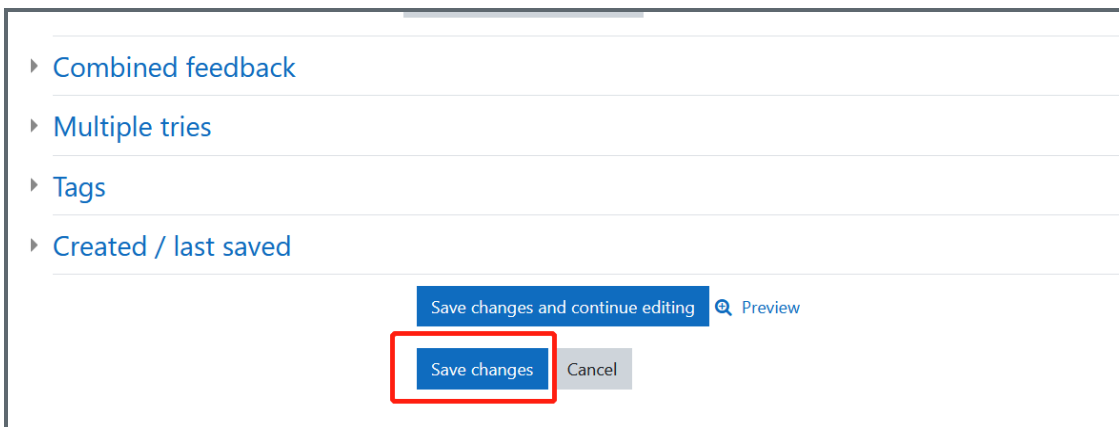 Combined feedback
Multiple tries
Tags
Created / last saved
Save changes and continue editing Preview
Save changes Cancel